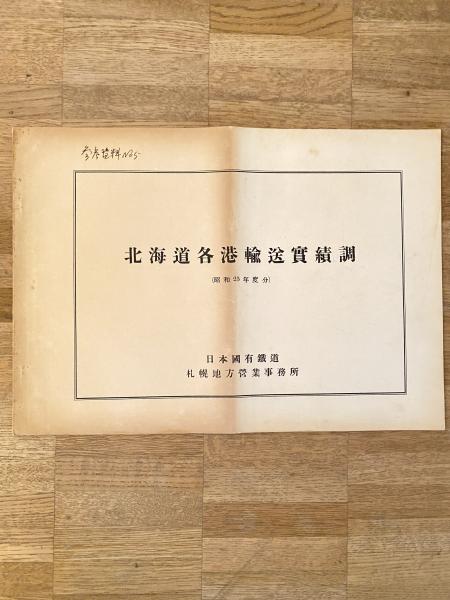 参考資料No5
北海道各港輸送實績調
(昭和25年度分)
日本國有鐵道
札幌地方營業事務所